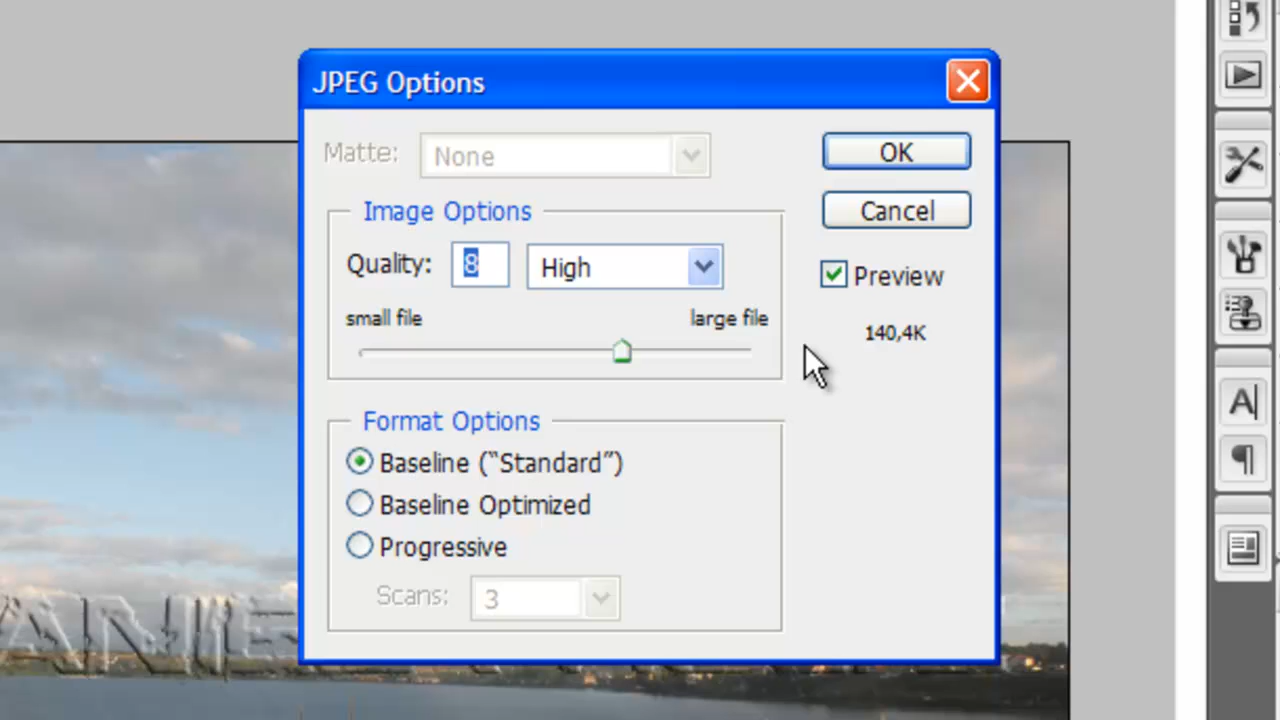 JPEG Options
Matte: None
OK
Image Options
Cancel
Quality: 8 High
Preview
small file large file
140,4K
Format Options
Baseline (“Standard”)
Baseline Optimized
Progressive
Scans: 3
A
¶